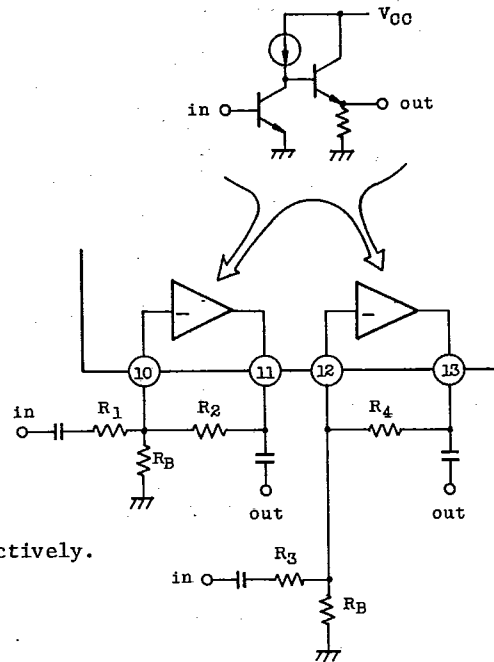 VCC
in
out
10
11
12
13
in
R1
R2
R4
RB
out
out
ctively.
in
R3
RB